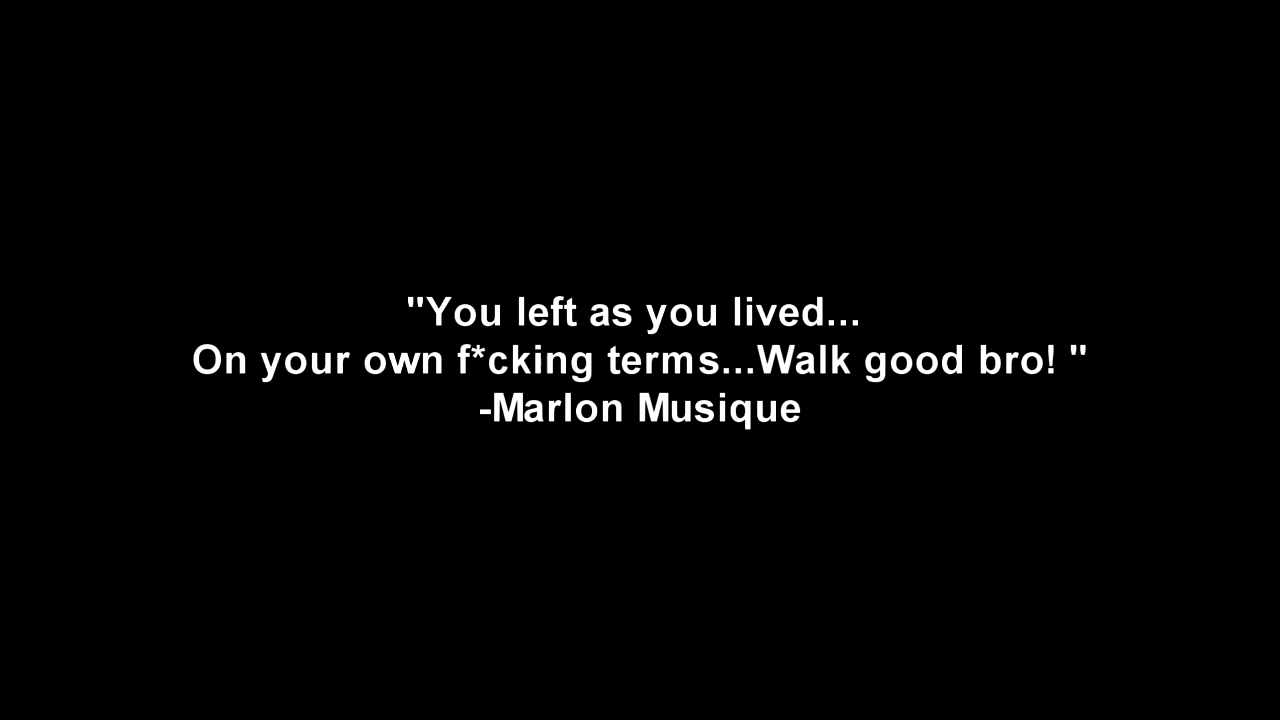 "You left as you lived...
On your own f*cking terms...Walk good bro! "
-Marlon Musique